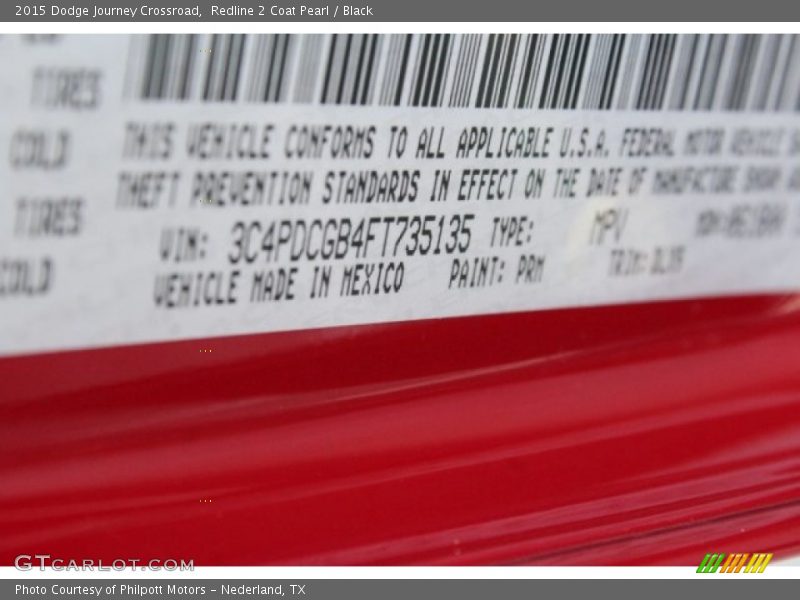 2015 Dodge Journey Crossroad,  Redline 2 Coat Pearl / Black
TIRES
COLD
TIRES
COLD
THIS VEHICLE CONFORMS TO ALL APPLICABLE U.S.A. FEDERAL MOTOR VEHICLE
THEFT PREVENTION STANDARDS IN EFFECT ON THE DATE OF MANUFACTURE SHOWN
VIN: 3C4PDCGB4FT735135 TYPE: MPV
VEHICLE MADE IN MEXICO PAINT: PRM TRIM:
GTCARLOT.COM
Photo Courtesy of Philpott Motors - Nederland, TX